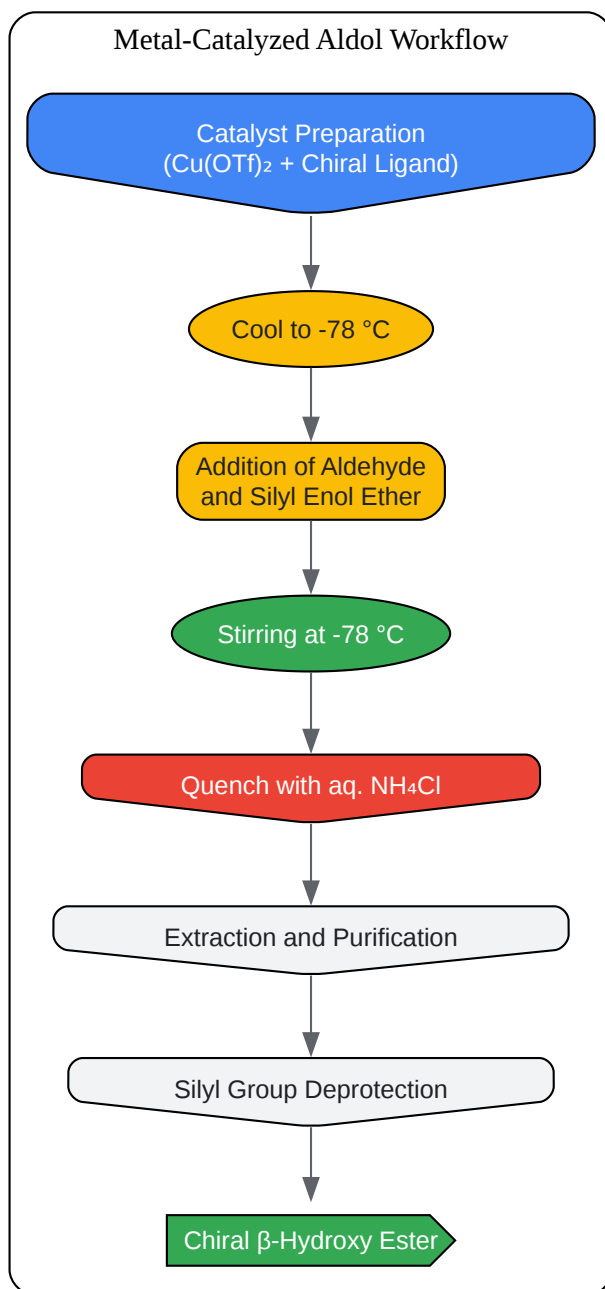 Metal-Catalyzed Aldol Workflow
Catalyst Preparation
(Cu(OTf)₂ + Chiral Ligand)
Cool to -78 °C
Addition of Aldehyde
and Silyl Enol Ether
Stirring at -78 °C
Quench with aq. NH₄Cl
Extraction and Purification
Silyl Group Deprotection
Chiral β-Hydroxy Ester